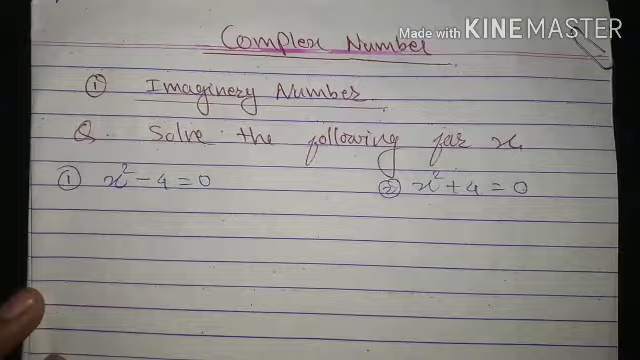 Made with KINEMASTER
Complex Number
① Imaginery Number
Q. Solve the following for x
① x² - 4 = 0 ② x² + 4 = 0